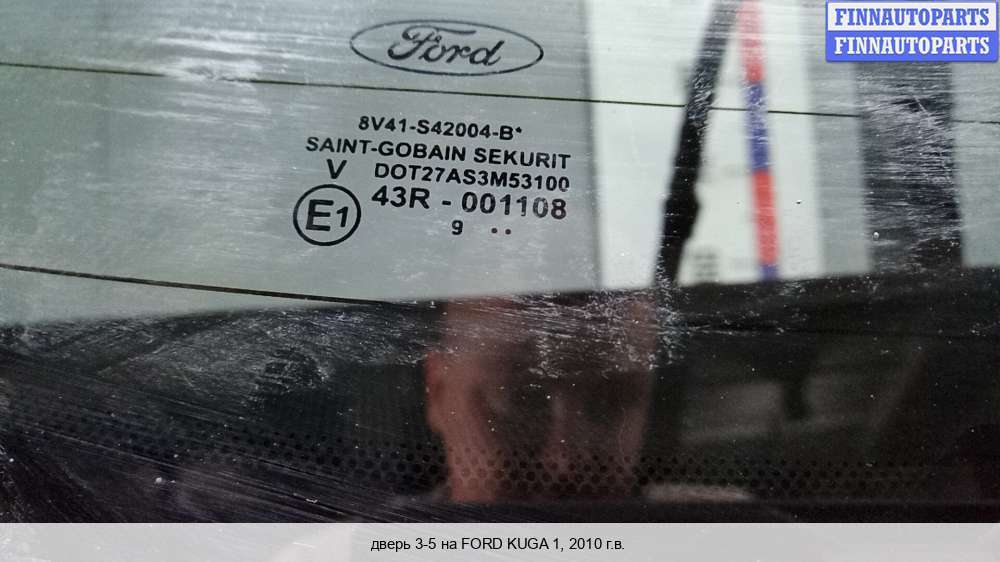 FINNAUTOPARTS
FINNAUTOPARTS
Ford
8V41-S42004-B*
SAINT-GOBAIN SEKURIT
V DOT27AS3M53100
E1 43R - 001108
9 ..
дверь 3-5 на FORD KUGA 1, 2010 г.в.